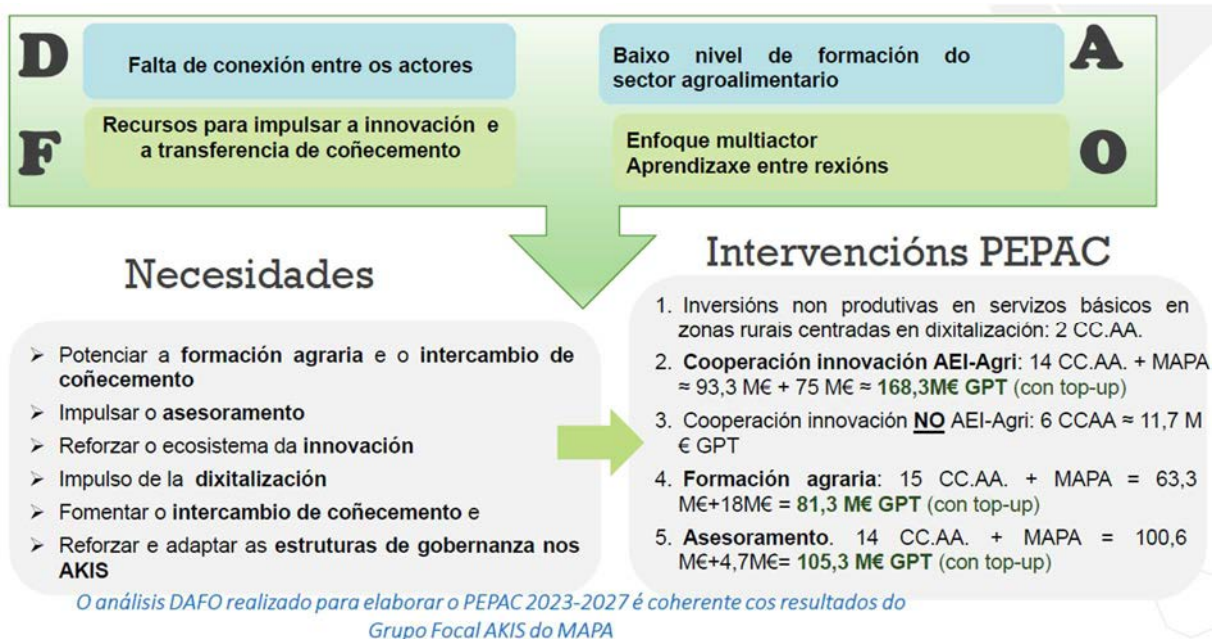 D
Falta de conexión entre os actores
Baixo nivel de formación do
sector agroalimentario
A
F
Recursos para impulsar a innovación e
a transferencia de coñecemento
Enfoque multiactor
Aprendizaxe entre rexións
O
Necesidades
➢ Potenciar a formación agraria e o intercambio de
coñecemento
➢ Impulsar o asesoramento
➢ Reforzar o ecosistema da innovación
➢ Impulso de la dixitalización
➢ Fomentar o intercambio de coñecemento e
➢ Reforzar e adaptar as estruturas de gobernanza nos
AKIS
Intervencións PEPAC
1. Inversións non produtivas en servizos básicos en
zonas rurais centradas en dixitalización: 2 CC.AA.
2. Cooperación innovación AEI-Agri: 14 CC.AA. + MAPA
≈ 93,3 M€ + 75 M€ ≈ 168,3M€ GPT (con top-up)
3. Cooperación innovación NO AEI-Agri: 6 CCAA ≈ 11,7 M
€ GPT
4. Formación agraria: 15 CC.AA. + MAPA = 63,3
M€+18M€ = 81,3 M€ GPT (con top-up)
5. Asesoramento. 14 CC.AA. + MAPA = 100,6
M€+4,7M€= 105,3 M€ GPT (con top-up)
O análisis DAFO realizado para elaborar o PEPAC 2023-2027 é coherente cos resultados do
Grupo Focal AKIS do MAPA